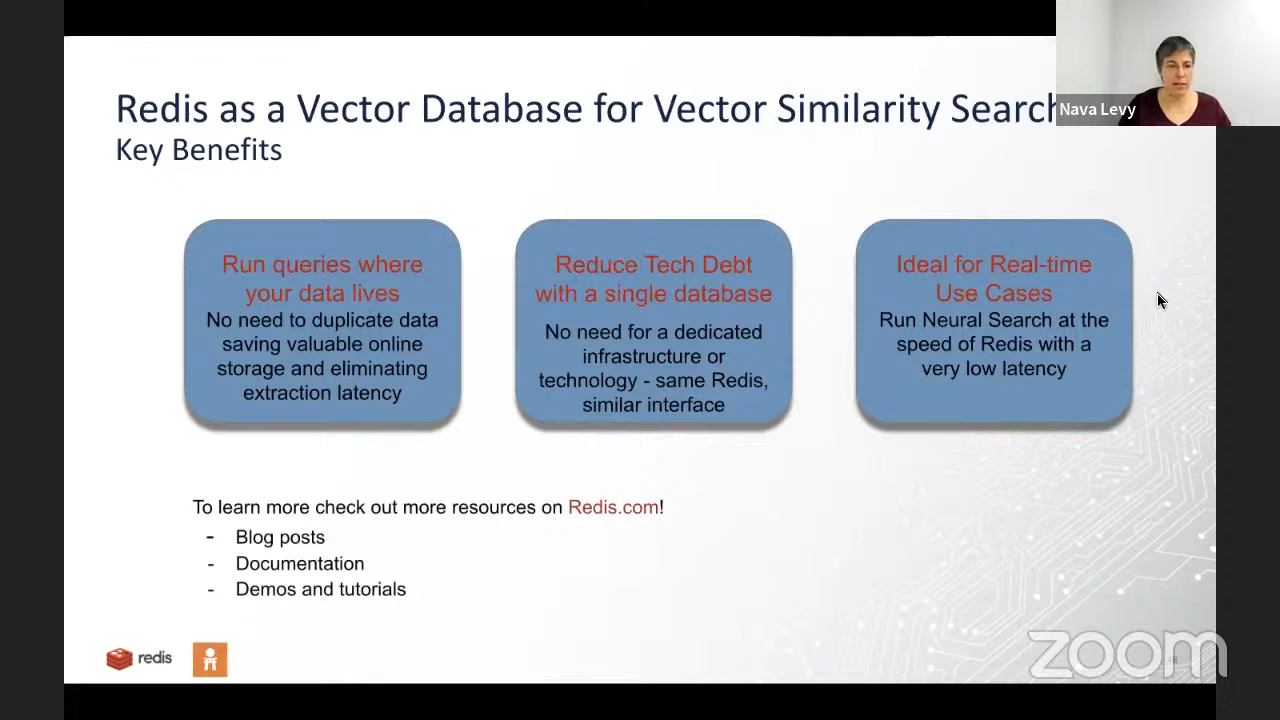 Redis as a Vector Database for Vector Similarity Search
Key Benefits
Nava Levy
Run queries where
your data lives
No need to duplicate data
saving valuable online
storage and eliminating
extraction latency
Reduce Tech Debt
with a single database
No need for a dedicated
infrastructure or
technology - same Redis,
similar interface
Ideal for Real-time
Use Cases
Run Neural Search at the
speed of Redis with a
very low latency
To learn more check out more resources on Redis.com!
- Blog posts
- Documentation
- Demos and tutorials
redis
zoom